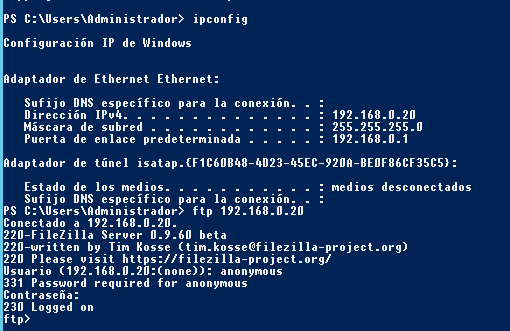 PS C:\Users\Administrador> ipconfig
Configuración IP de Windows
Adaptador de Ethernet Ethernet:
Sufijo DNS específico para la conexión. . :
Dirección IPv4. . . . . . . . . . . . . . : 192.168.0.20
Máscara de subred . . . . . . . . . . . . : 255.255.255.0
Puerta de enlace predeterminada . . . . . : 192.168.0.1
Adaptador de túnel isatap.{F1C60B48-4D23-45EC-920A-BE0F86CF35C5}:
Estado de los medios. . . . . . . . . . . : medios desconectados
Sufijo DNS específico para la conexión. . :
PS C:\Users\Administrador> ftp 192.168.0.20
Conectado a 192.168.0.20.
220-FileZilla Server 0.9.60 beta
220-written by Tim Kosse (tim.kosse@filezilla-project.org)
220 Please visit https://filezilla-project.org/
Usuario (192.168.0.20:(none)): anonymous
331 Password required for anonymous
Contraseña:
230 Logged on
ftp>